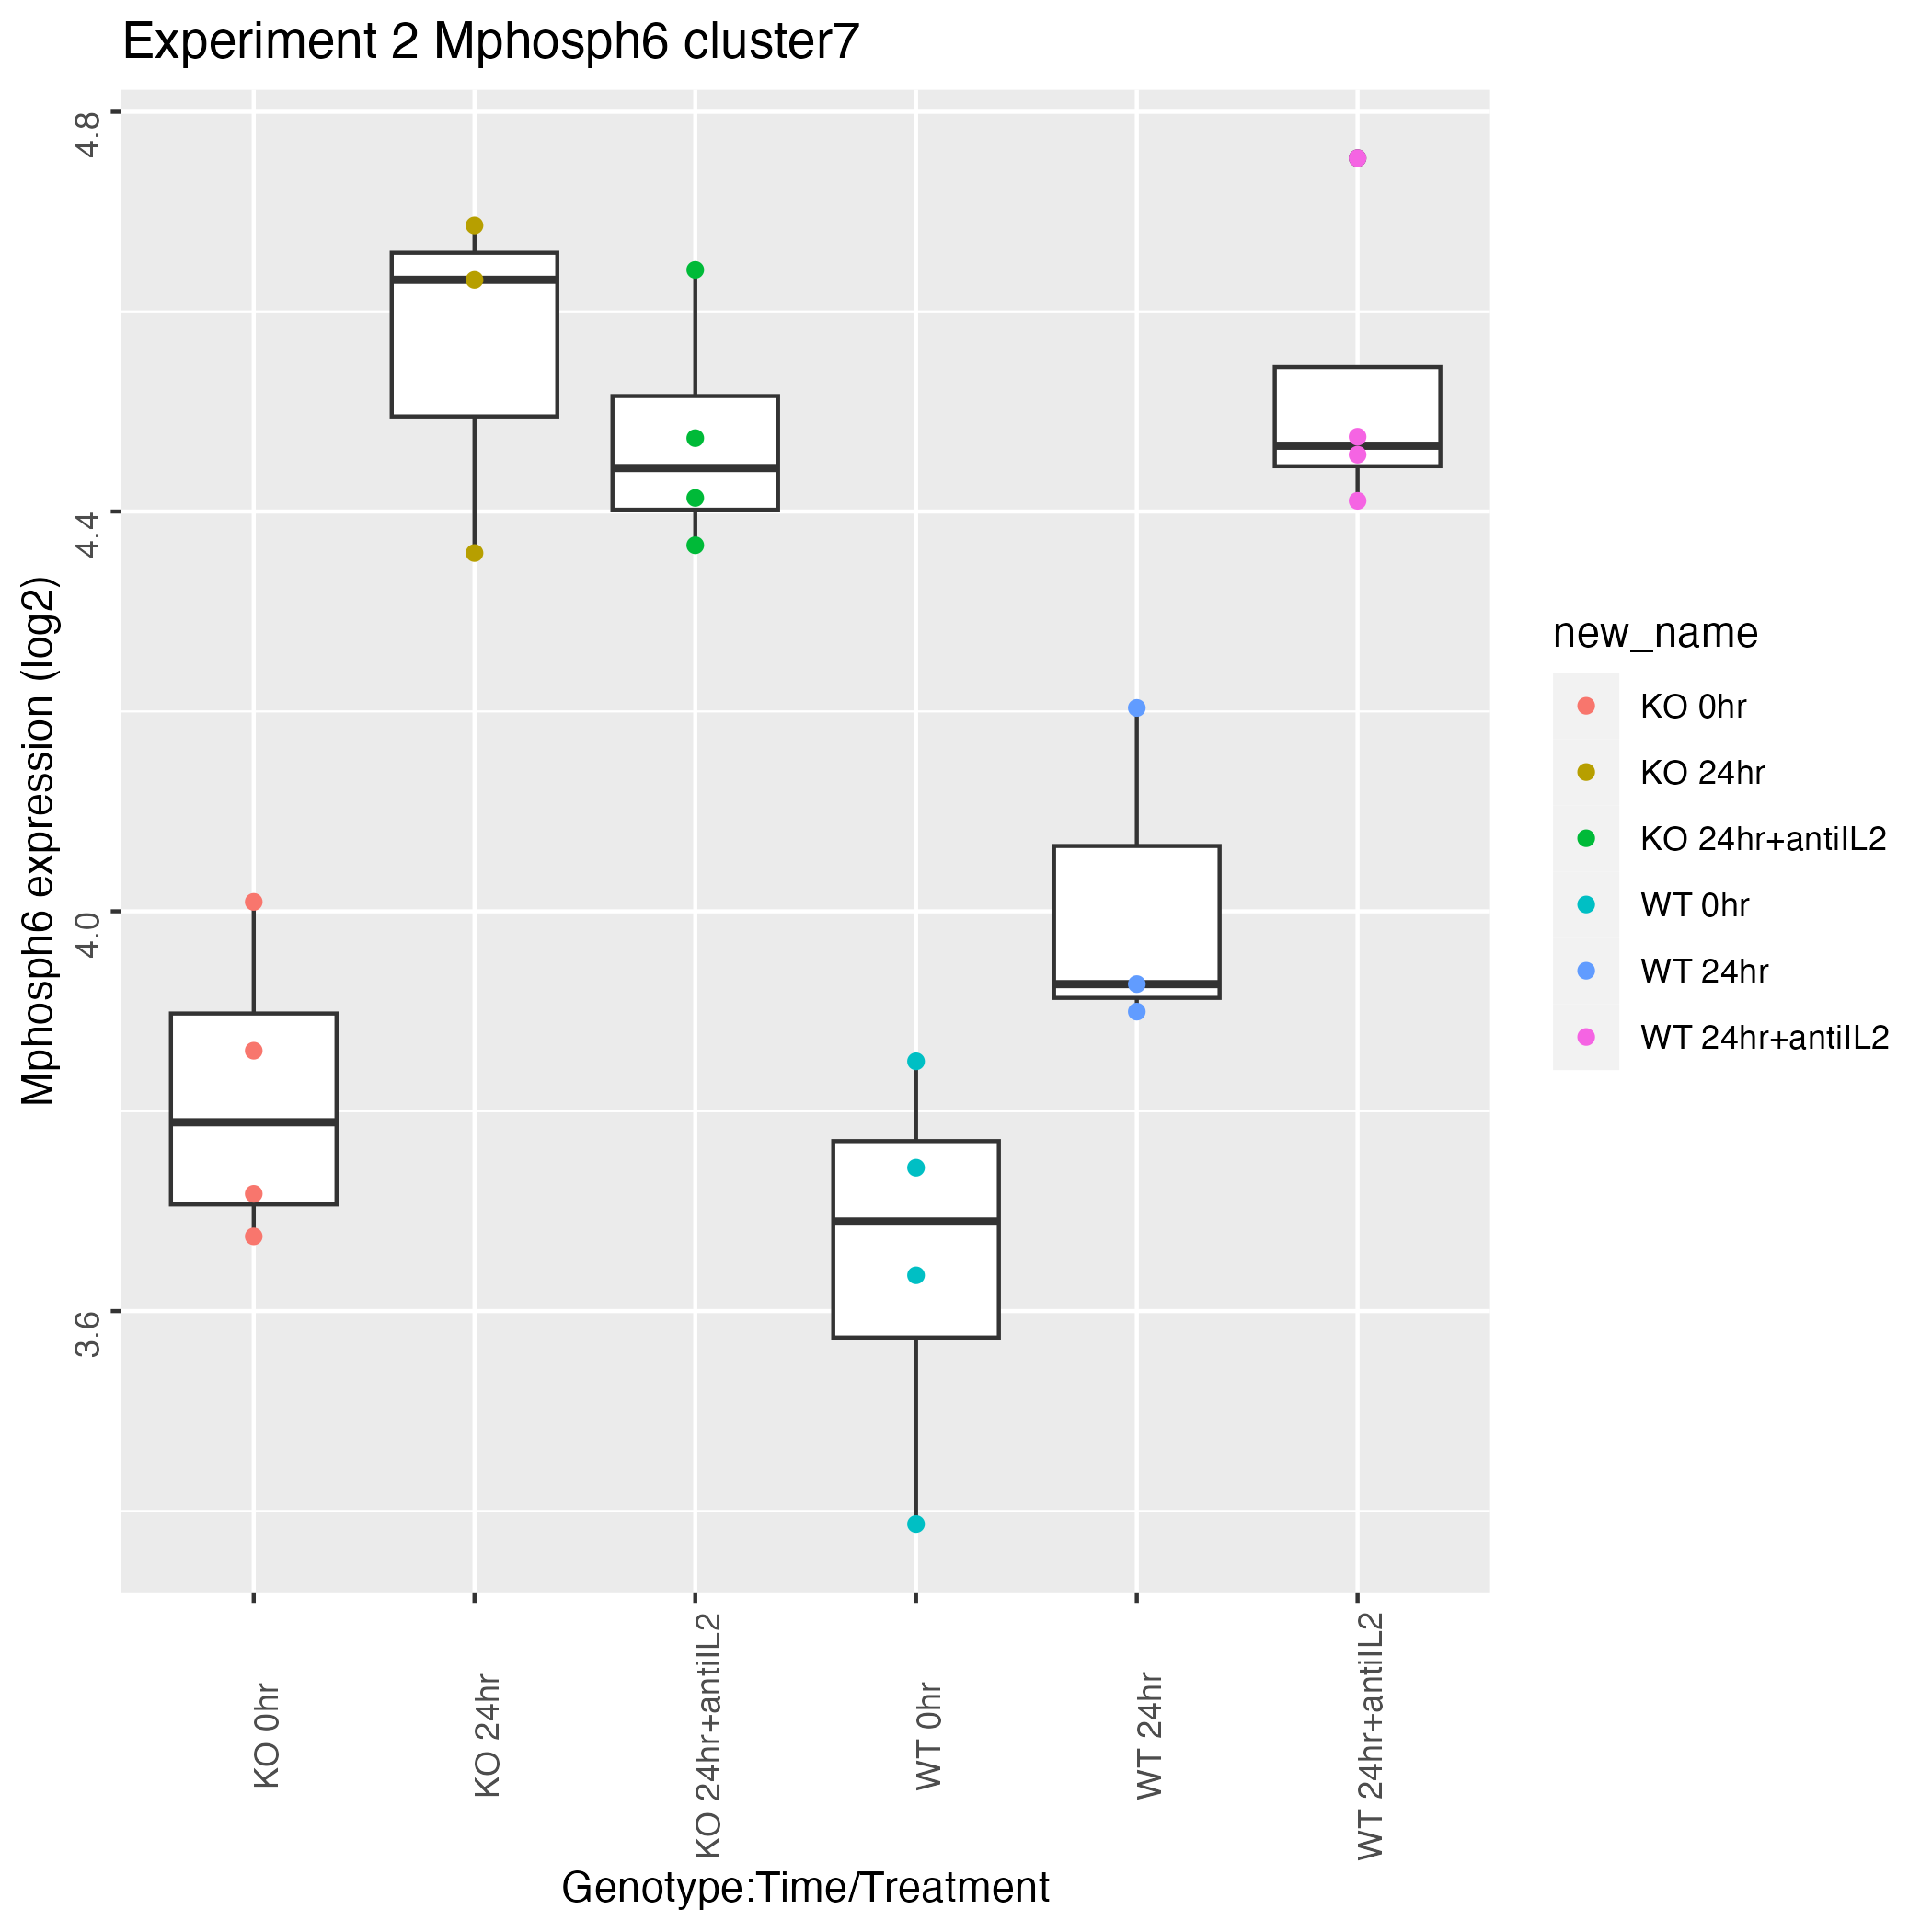 Experiment 2 Mphosph6 cluster7
Mphosph6 expression (log2)
4.8
4.4
4.0
3.6
KO 0hr
KO 24hr
KO 24hr+antiIL2
WT 0hr
WT 24hr
WT 24hr+antiIL2
Genotype:Time/Treatment
new_name
KO 0hr
KO 24hr
KO 24hr+antiIL2
WT 0hr
WT 24hr
WT 24hr+antiIL2